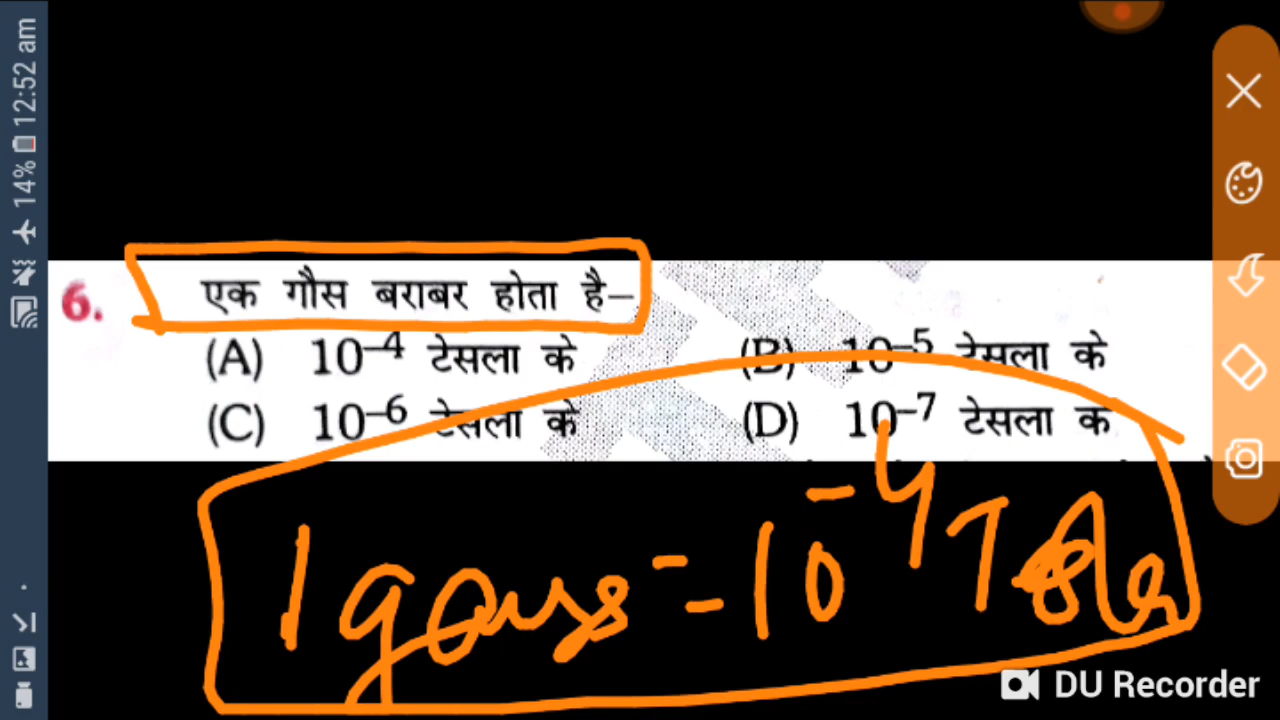 12:52 am
14%
6. एक गौस बराबर होता है–
(A) 10⁻⁴ टेसला के (B) 10⁻⁵ टेसला के
(C) 10⁻⁶ टेसला के (D) 10⁻⁷ टेसला के
1 gauss = 10⁻⁴ Tesla
DU Recorder